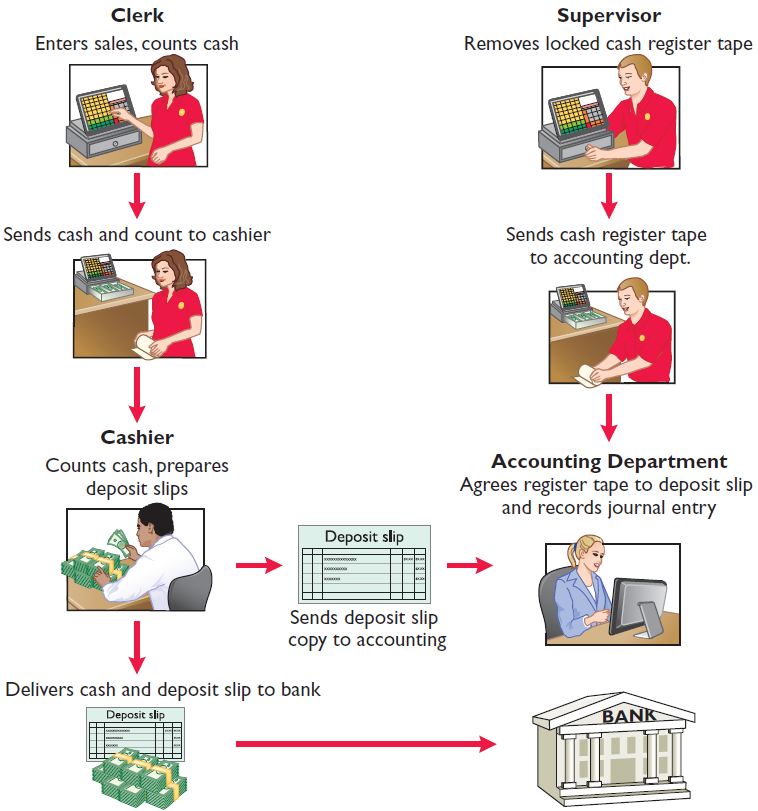 Clerk
Enters sales, counts cash
Supervisor
Removes locked cash register tape
Sends cash and count to cashier
Sends cash register tape
to accounting dept.
Cashier
Counts cash, prepares
deposit slips
Accounting Department
Agrees register tape to deposit slip
and records journal entry
Deposit slip
Sends deposit slip
copy to accounting
Delivers cash and deposit slip to bank
Deposit slip
BANK